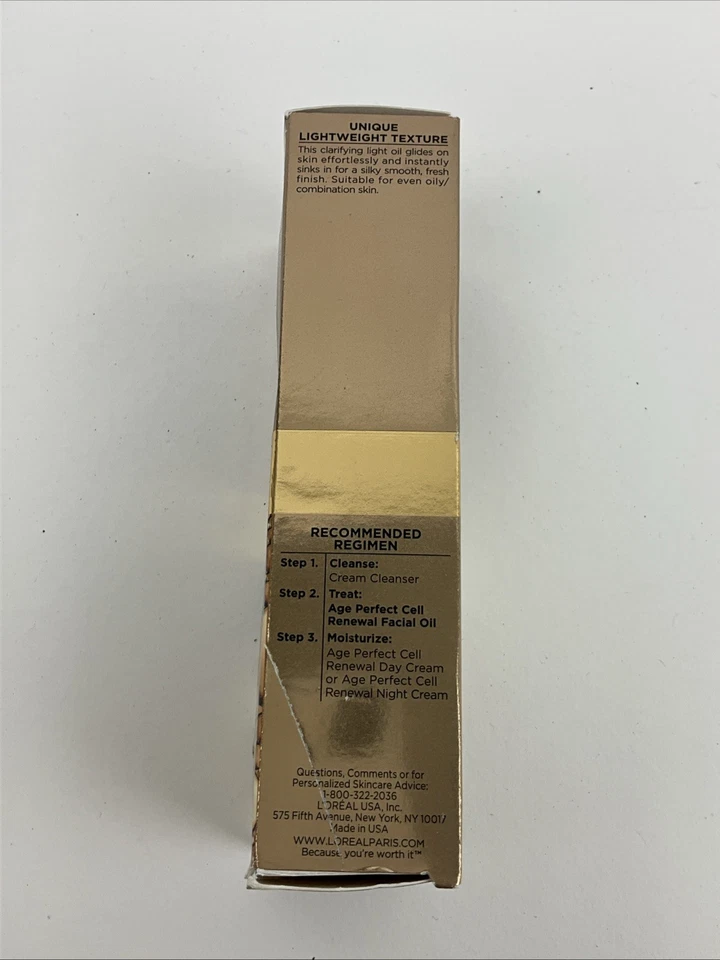 UNIQUE
LIGHTWEIGHT TEXTURE
This clarifying light oil glides on
skin effortlessly and instantly
sinks in for a silky smooth, fresh
finish. Suitable for even oily/
combination skin.
RECOMMENDED
REGIMEN
Step 1. Cleanse:
Cream Cleanser
Step 2. Treat:
Age Perfect Cell
Renewal Facial Oil
Step 3. Moisturize:
Age Perfect Cell
Renewal Day Cream
or Age Perfect Cell
Renewal Night Cream
Questions, Comments or for
Personalized Skincare Advice:
1-800-322-2036
L'ORÉAL USA, Inc.
575 Fifth Avenue, New York, NY 10017
Made in USA
WWW.LOREALPARIS.COM
Because you're worth it™